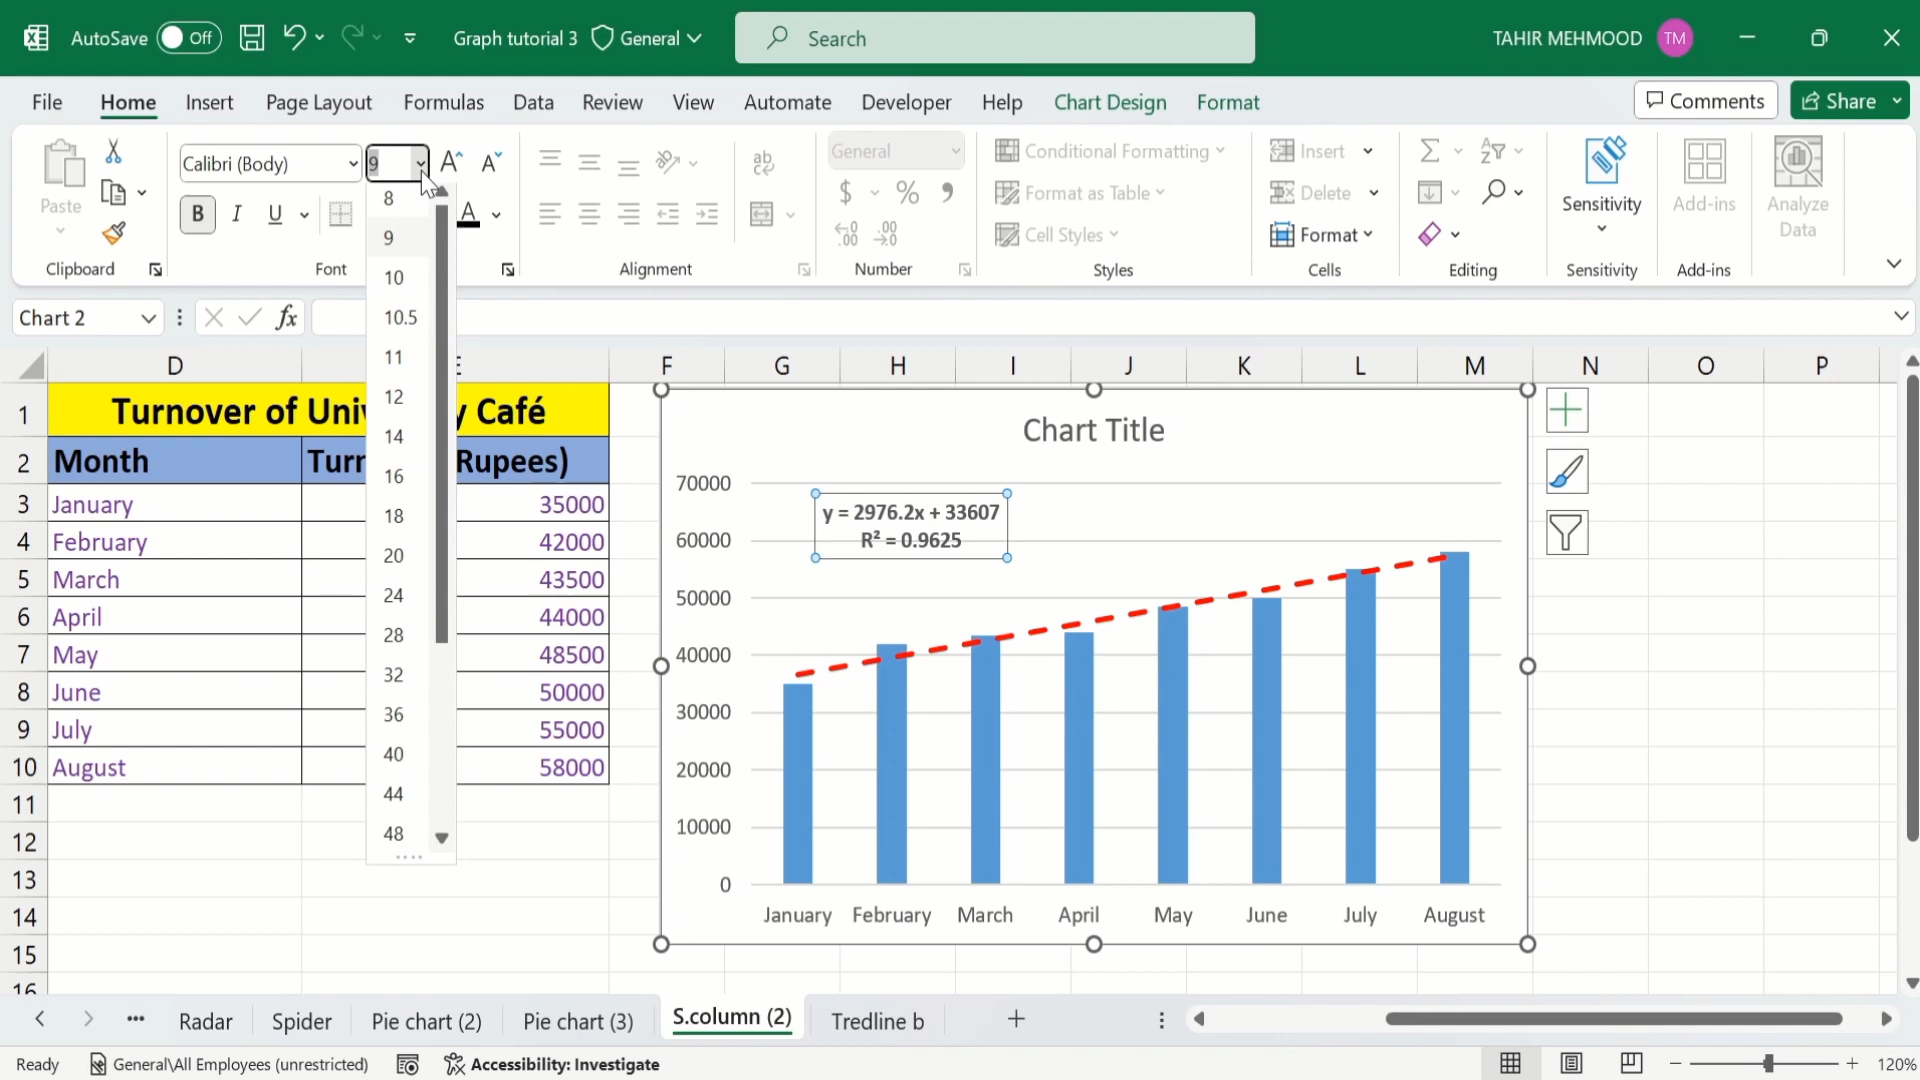 AutoSave Off Graph tutorial 3 General Search TAHIR MEHMOOD TM
File Home Insert Page Layout Formulas Data Review View Automate Developer Help Chart Design Format Comments Share
Paste
Clipboard
Calibri (Body) 9 A A
B I U A
Font
ab
Alignment
General
$ % 9
.00 .00
Number
Conditional Formatting
Format as Table
Cell Styles
Styles
Insert
Delete
Format
Cells
Editing
Sensitivity
Sensitivity
Add-ins
Add-ins
Analyze
Data
8
9
10
10.5
11
12
14
16
18
20
24
28
32
36
40
44
48
Chart 2 fx
D E F G H I J K L M N O P
1 Turnover of Uni y Café
2 Month Turr Rupees)
3 January 35000
4 February 42000
5 March 43500
6 April 44000
7 May 48500
8 June 50000
9 July 55000
10 August 58000
11
12
13
14
15
16
Chart Title
y = 2976.2x + 33607
R² = 0.9625
70000
60000
50000
40000
30000
20000
10000
0
January February March April May June July August
Radar Spider Pie chart (2) Pie chart (3) S.column (2) Tredline b
Ready General\All Employees (unrestricted) Accessibility: Investigate 120%